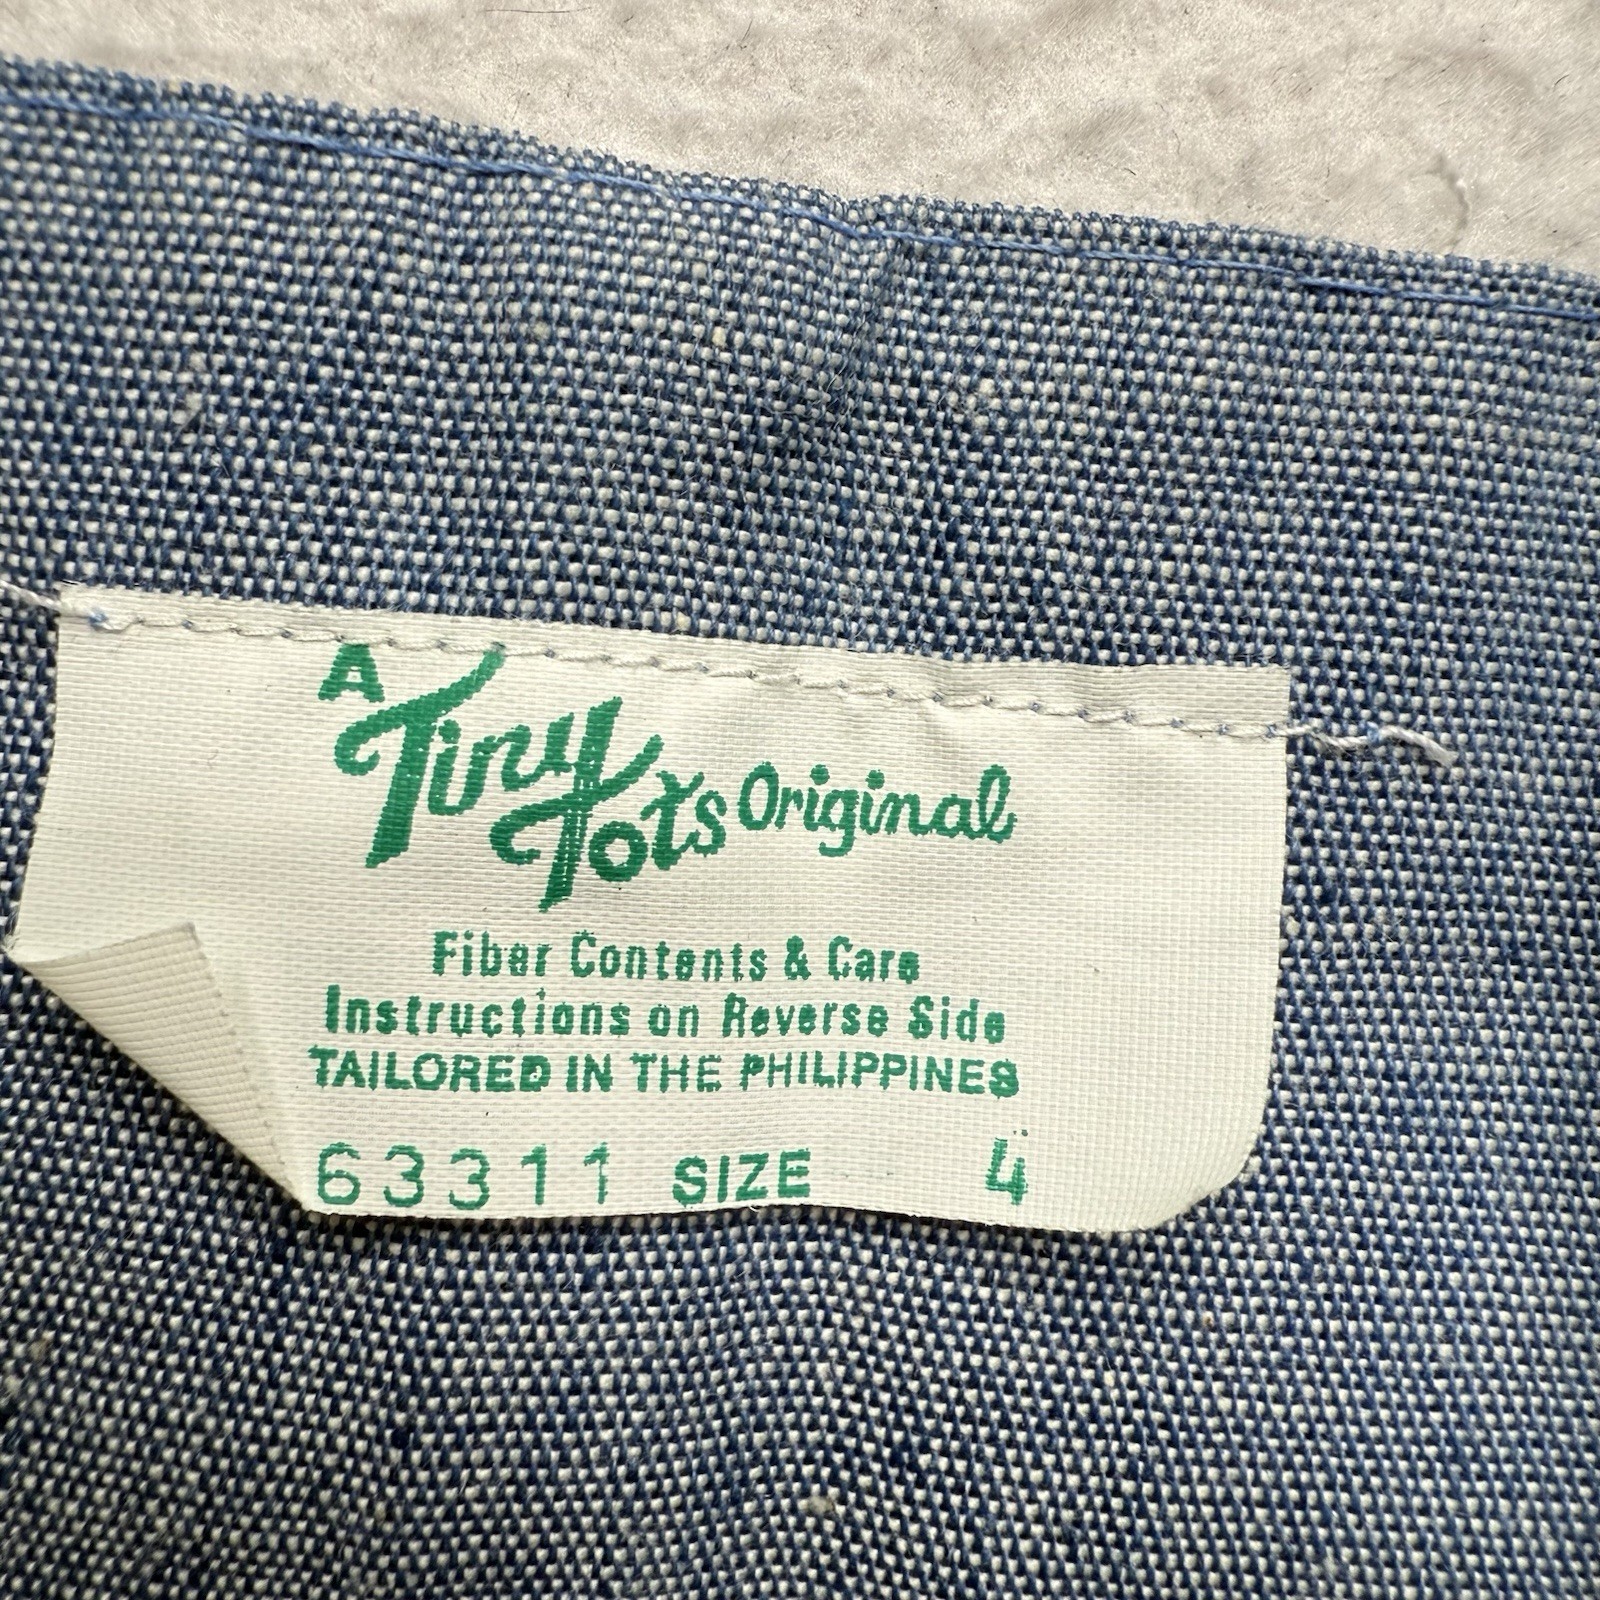 A Tiny Tots Original
Fiber Contents & Care
Instructions on Reverse Side
TAILORED IN THE PHILIPPINES
63311 SIZE 4